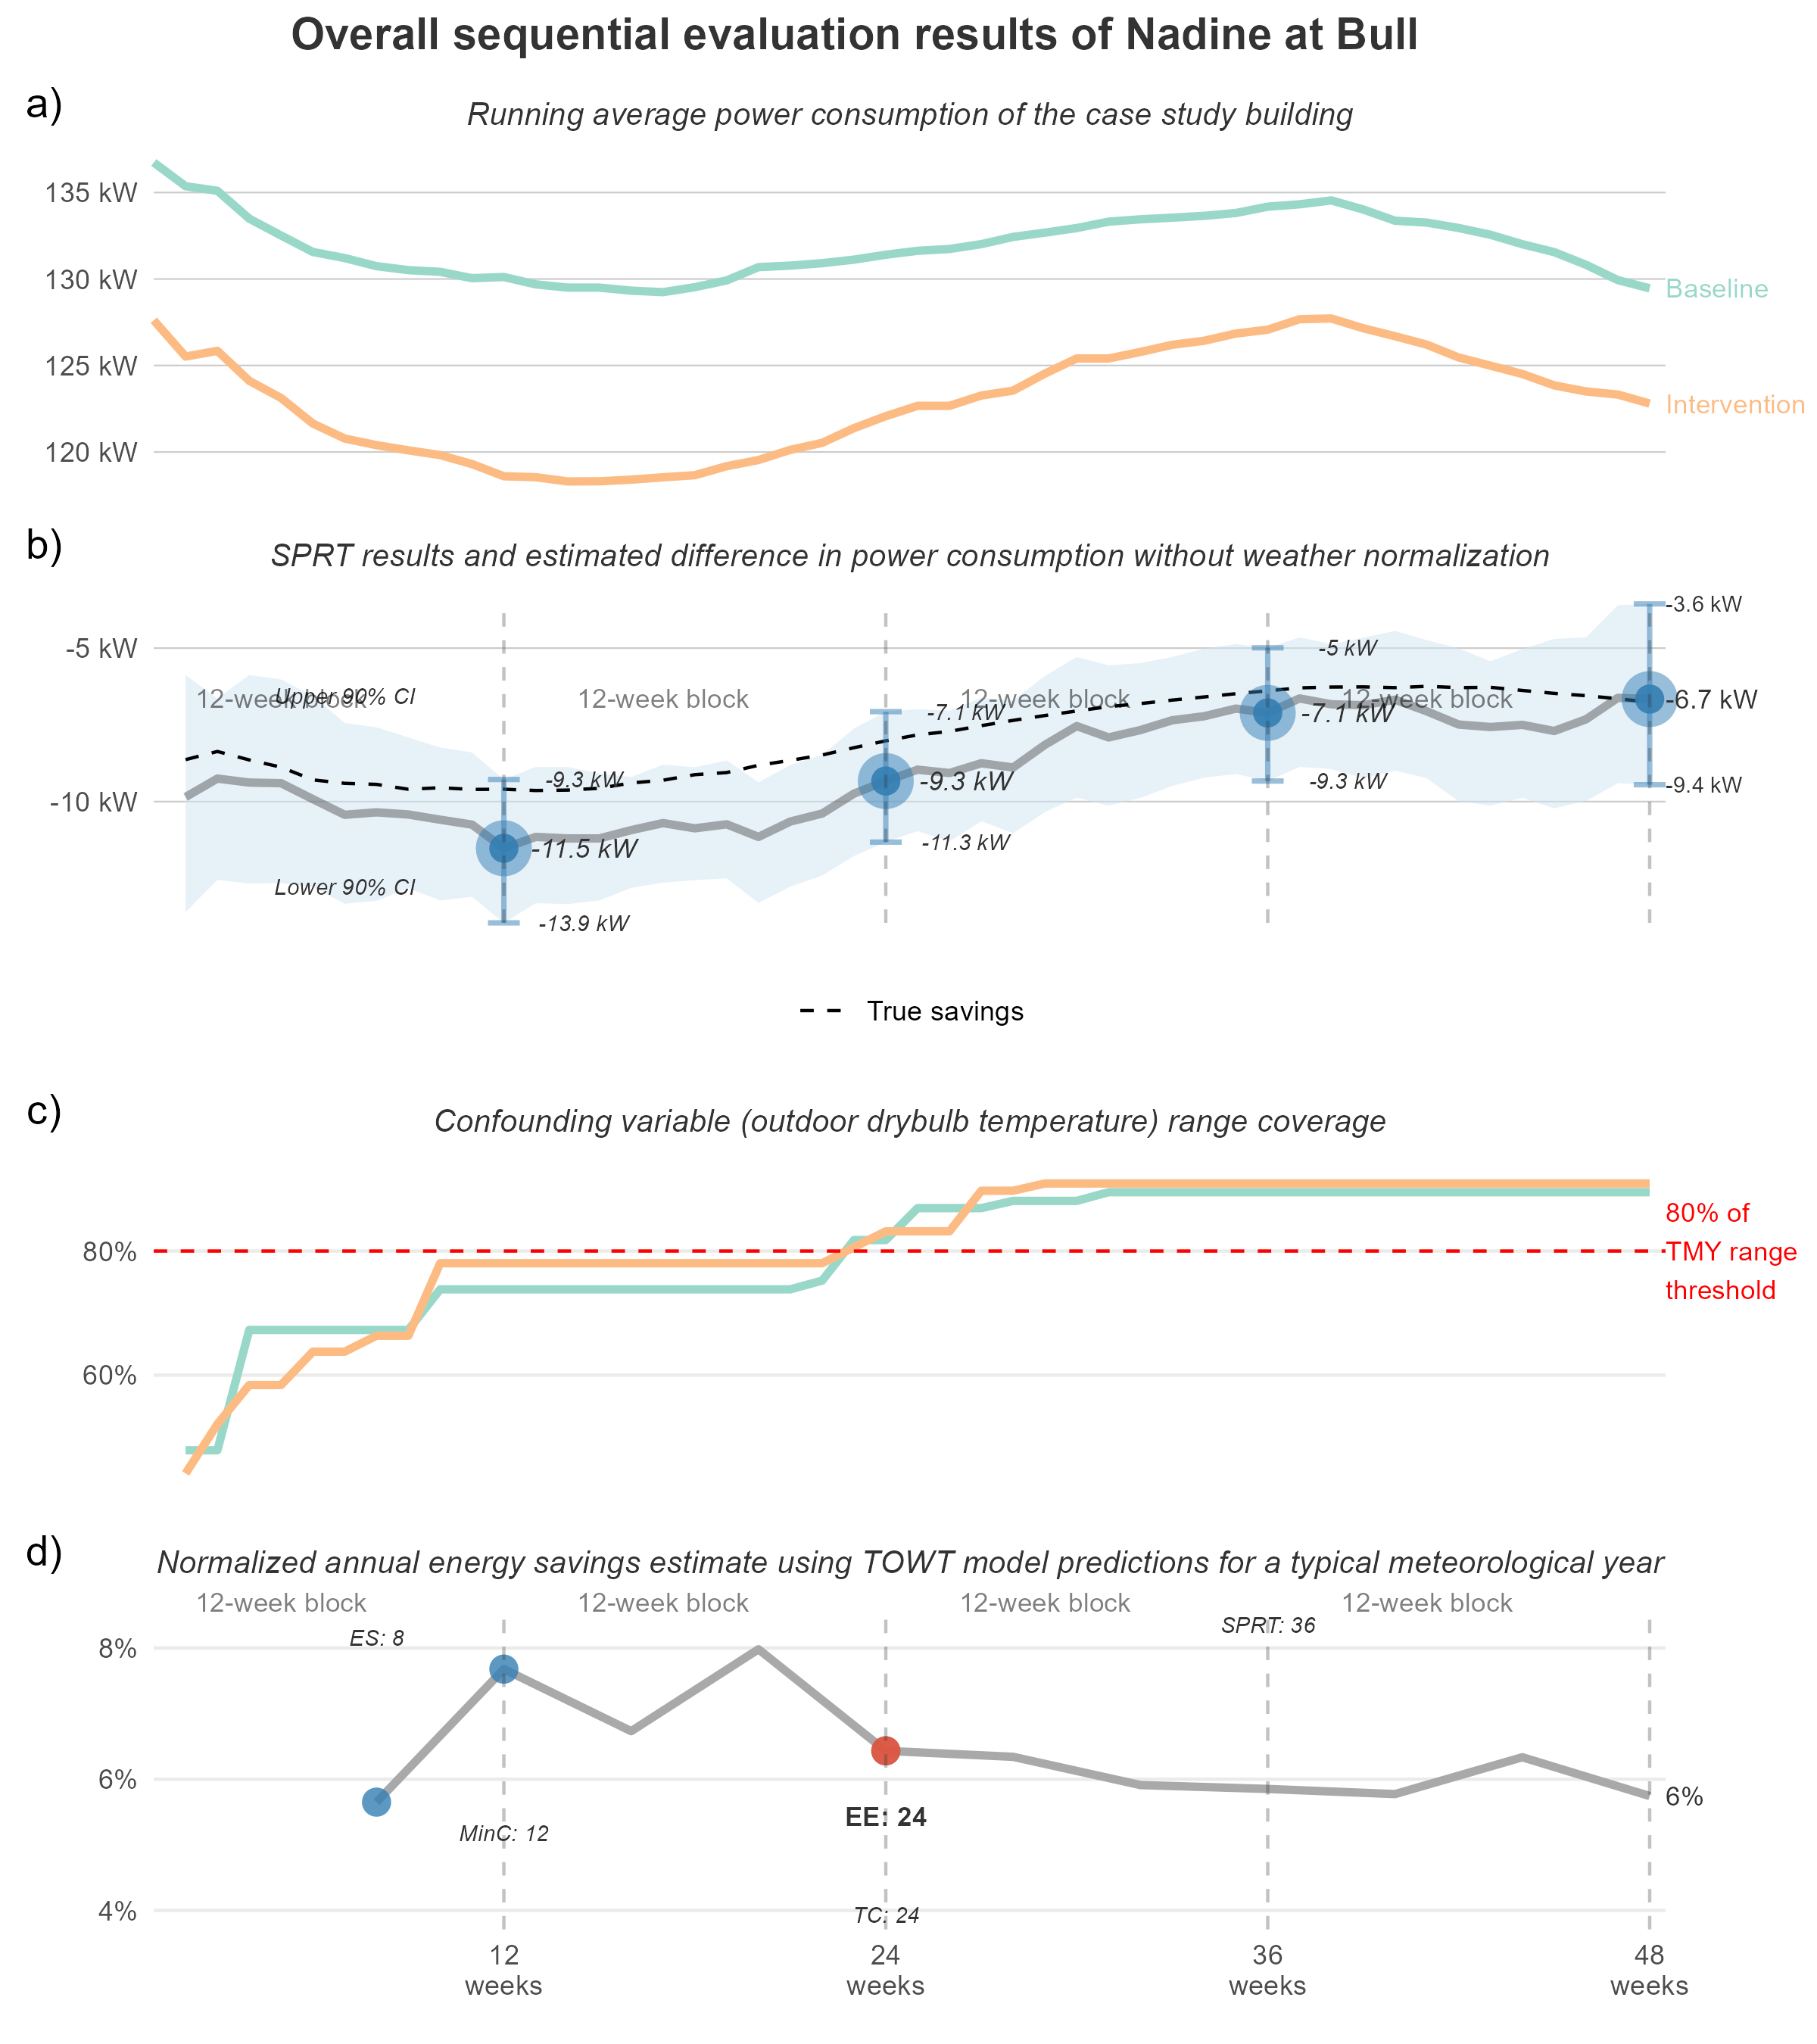 Overall sequential evaluation results of Nadine at Bull
a)
Running average power consumption of the case study building
135 kW
130 kW
125 kW
120 kW
Baseline
Intervention
b)
SPRT results and estimated difference in power consumption without weather normalization
-5 kW
-10 kW
12-week block
12-week block
12-week block
12-week block
Upper 90% CI
Lower 90% CI
-9.3 kW
-11.5 kW
-13.9 kW
-7.1 kW
-9.3 kW
-11.3 kW
-5 kW
-7.1 kW
-9.3 kW
-3.6 kW
-6.7 kW
-9.4 kW
True savings
c)
Confounding variable (outdoor drybulb temperature) range coverage
80%
60%
80% of
TMY range
threshold
d)
Normalized annual energy savings estimate using TOWT model predictions for a typical meteorological year
12-week block
12-week block
12-week block
12-week block
8%
6%
4%
ES: 8
MinC: 12
EE: 24
TC: 24
SPRT: 36
6%
12
weeks
24
weeks
36
weeks
48
weeks